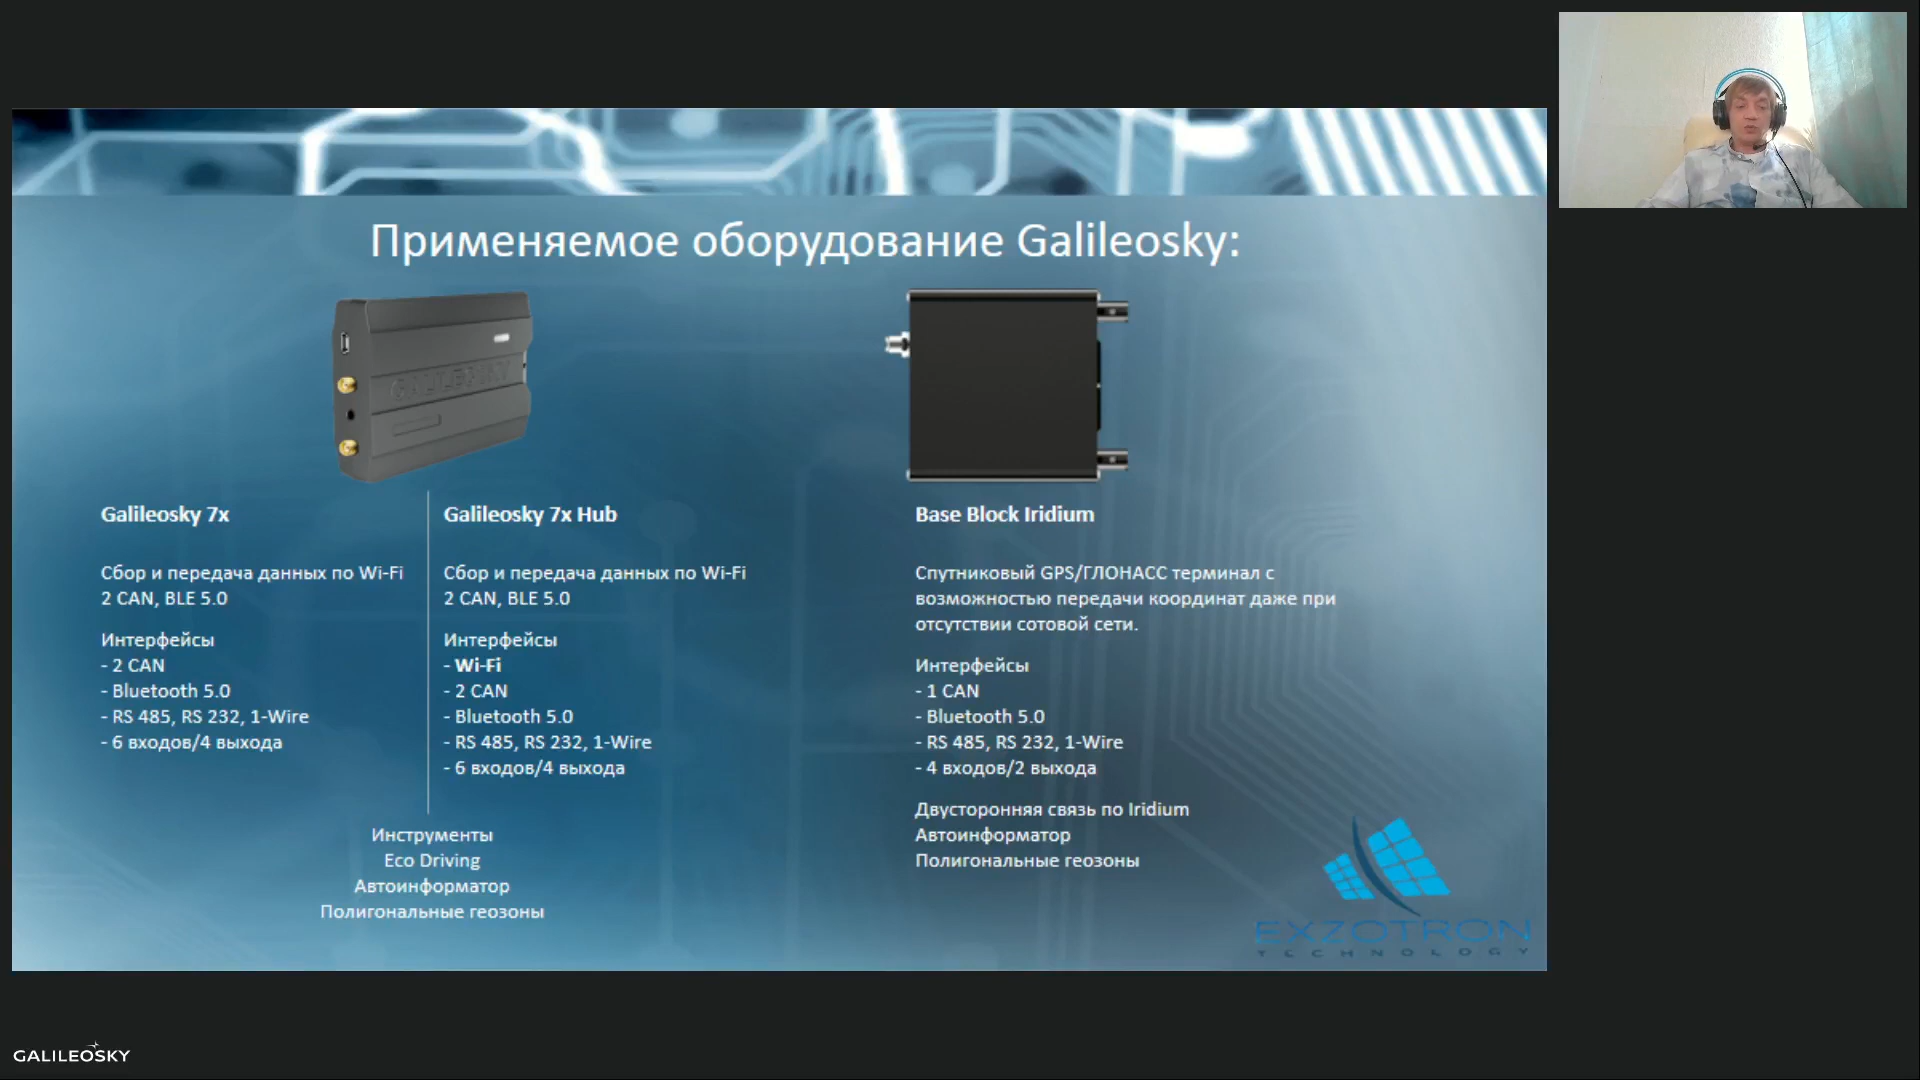 Применяемое оборудование Galileosky:
GALILEOSKY
Galileosky 7x
Сбор и передача данных по Wi-Fi
2 CAN, BLE 5.0
Интерфейсы
- 2 CAN
- Bluetooth 5.0
- RS 485, RS 232, 1-Wire
- 6 входов/4 выхода
Galileosky 7x Hub
Сбор и передача данных по Wi-Fi
2 CAN, BLE 5.0
Интерфейсы
- Wi-Fi
- 2 CAN
- Bluetooth 5.0
- RS 485, RS 232, 1-Wire
- 6 входов/4 выхода
Инструменты
Eco Driving
Автоинформатор
Полигональные геозоны
Base Block Iridium
Спутниковый GPS/ГЛОНАСС терминал с
возможностью передачи координат даже при
отсутствии сотовой сети.
Интерфейсы
- 1 CAN
- Bluetooth 5.0
- RS 485, RS 232, 1-Wire
- 4 входов/2 выхода
Двусторонняя связь по Iridium
Автоинформатор
Полигональные геозоны
EXZOTRON
TECHNOLOGY
GALILEOSKY